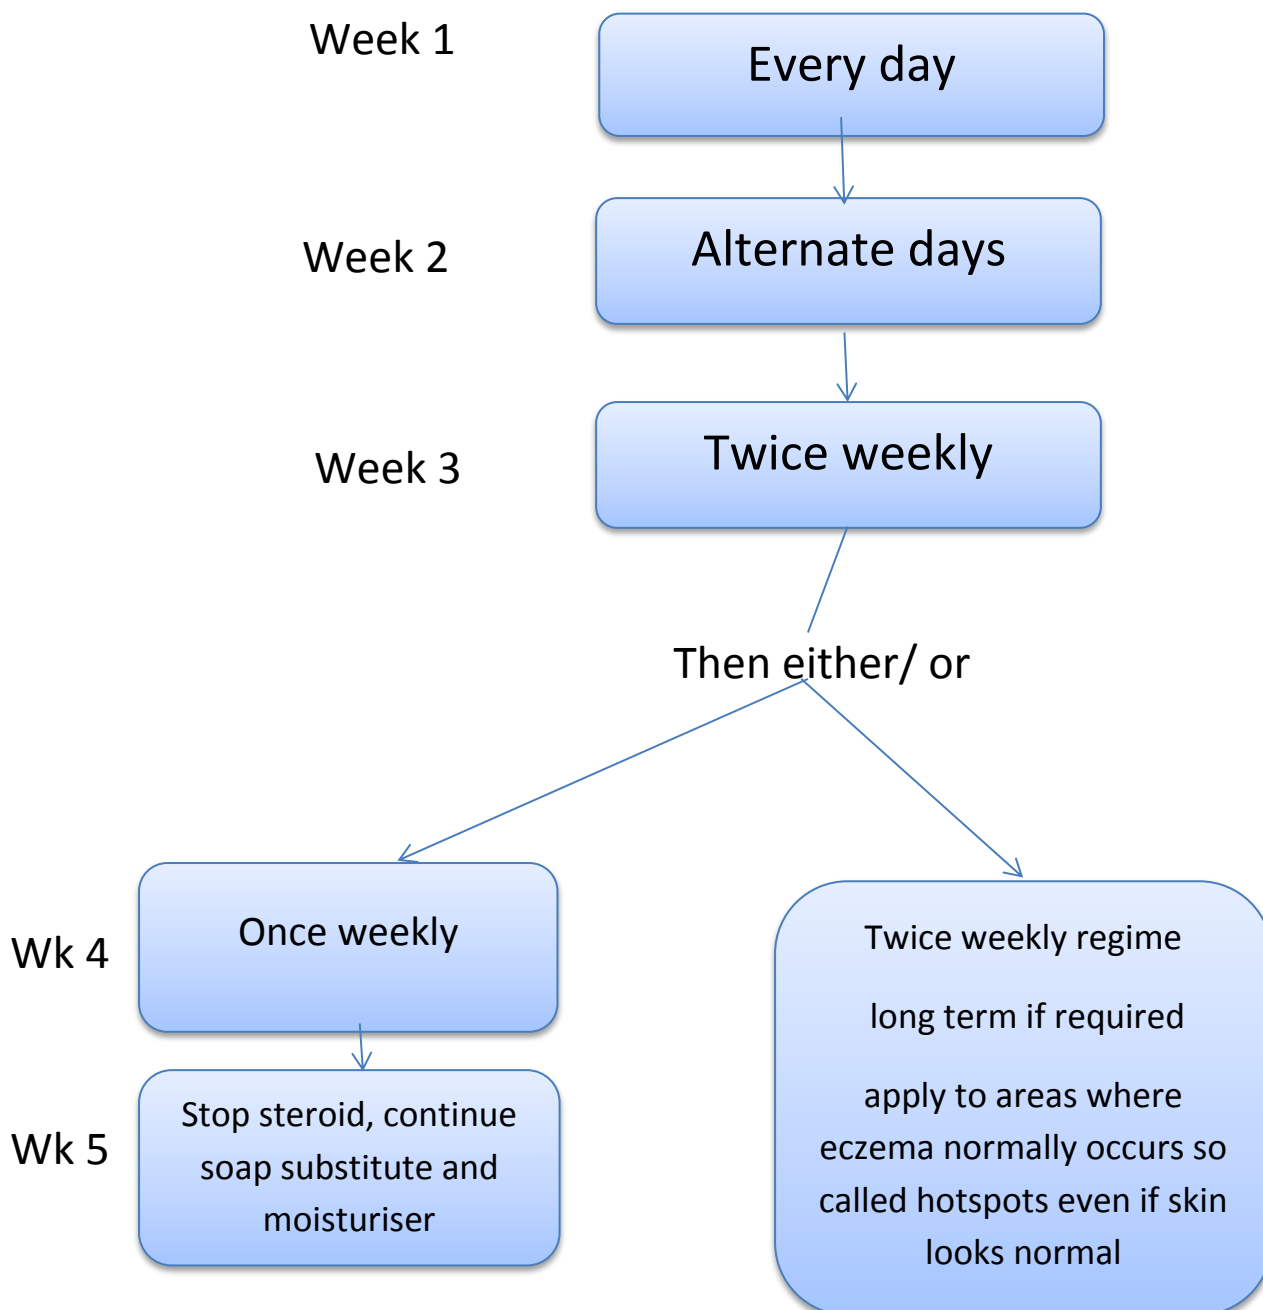 Week 1
Every day
Week 2
Alternate days
Week 3
Twice weekly
Then either/ or
Wk 4
Once weekly
Wk 5
Stop steroid, continue
soap substitute and
moisturiser
Twice weekly regime
long term if required
apply to areas where
eczema normally occurs so
called hotspots even if skin
looks normal